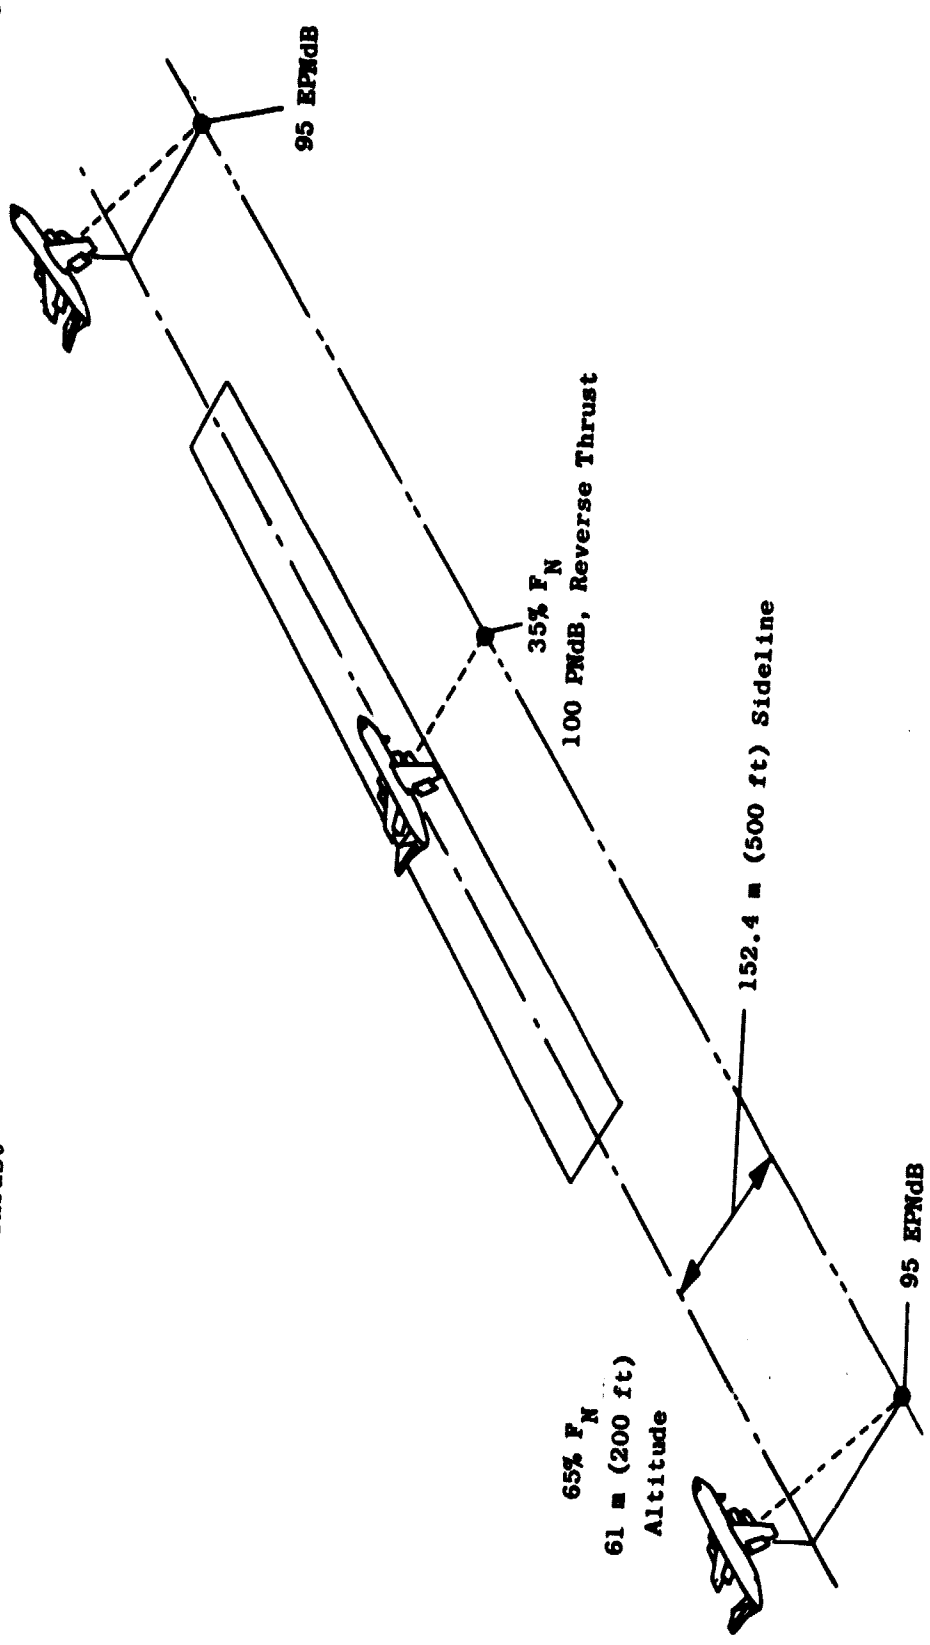 95 EPNdB
35% F_N
100 PNdB, Reverse Thrust
152.4 m (500 ft) Sideline
65% F_N
61 m (200 ft)
Altitude
95 EPNdB